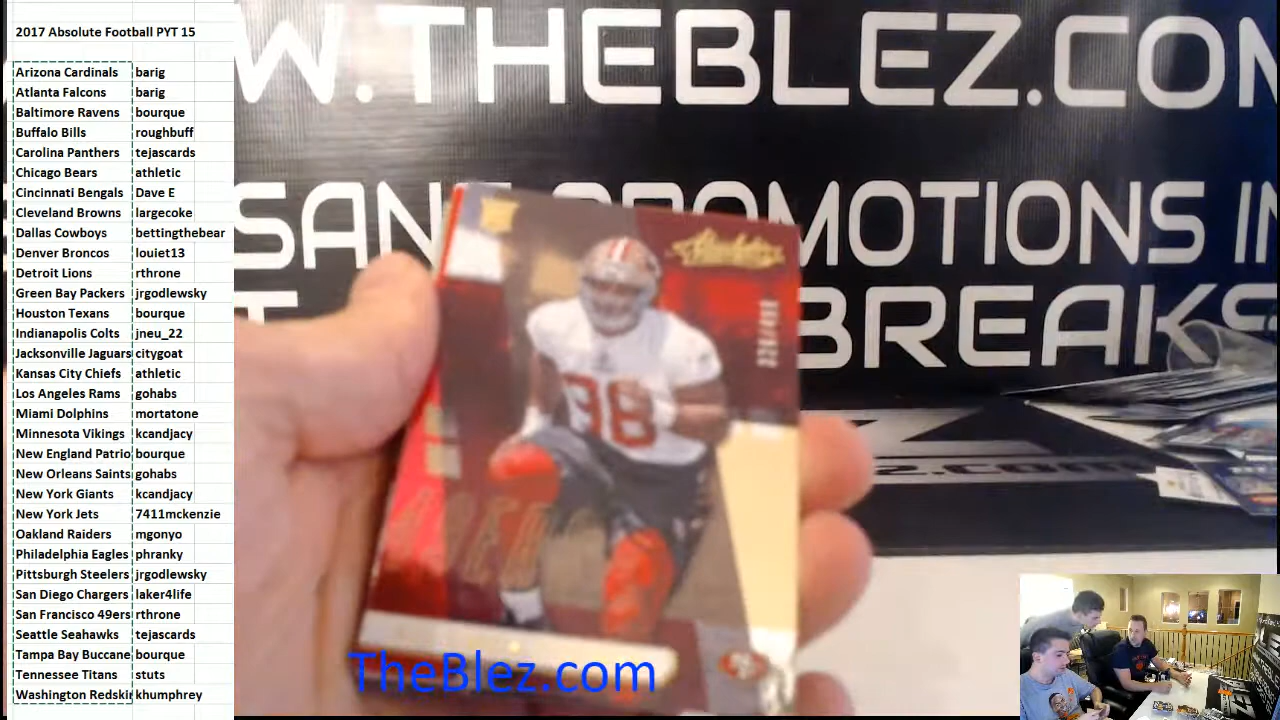 2017 Absolute Football PYT 15
Arizona Cardinals barig
Atlanta Falcons barig
Baltimore Ravens bourque
Buffalo Bills roughbuff
Carolina Panthers tejascards
Chicago Bears athletic
Cincinnati Bengals Dave E
Cleveland Browns largecoke
Dallas Cowboys bettingthebear
Denver Broncos louiet13
Detroit Lions rthrone
Green Bay Packers jrgodlewsky
Houston Texans bourque
Indianapolis Colts jneu_22
Jacksonville Jaguars citygoat
Kansas City Chiefs athletic
Los Angeles Rams gohabs
Miami Dolphins mortatone
Minnesota Vikings kcandjacy
New England Patrio bourque
New Orleans Saints gohabs
New York Giants kcandjacy
New York Jets 7411mckenzie
Oakland Raiders mgonyo
Philadelphia Eagles phranky
Pittsburgh Steelers jrgodlewsky
San Diego Chargers laker4life
San Francisco 49ers rthrone
Seattle Seahawks tejascards
Tampa Bay Buccane bourque
Tennessee Titans stuts
Washington Redskin khumphrey
W.THEBLEZ.CO
SAN
OMOTIONS IN
T
BREAKS
Absolute
38
TheBlez.com